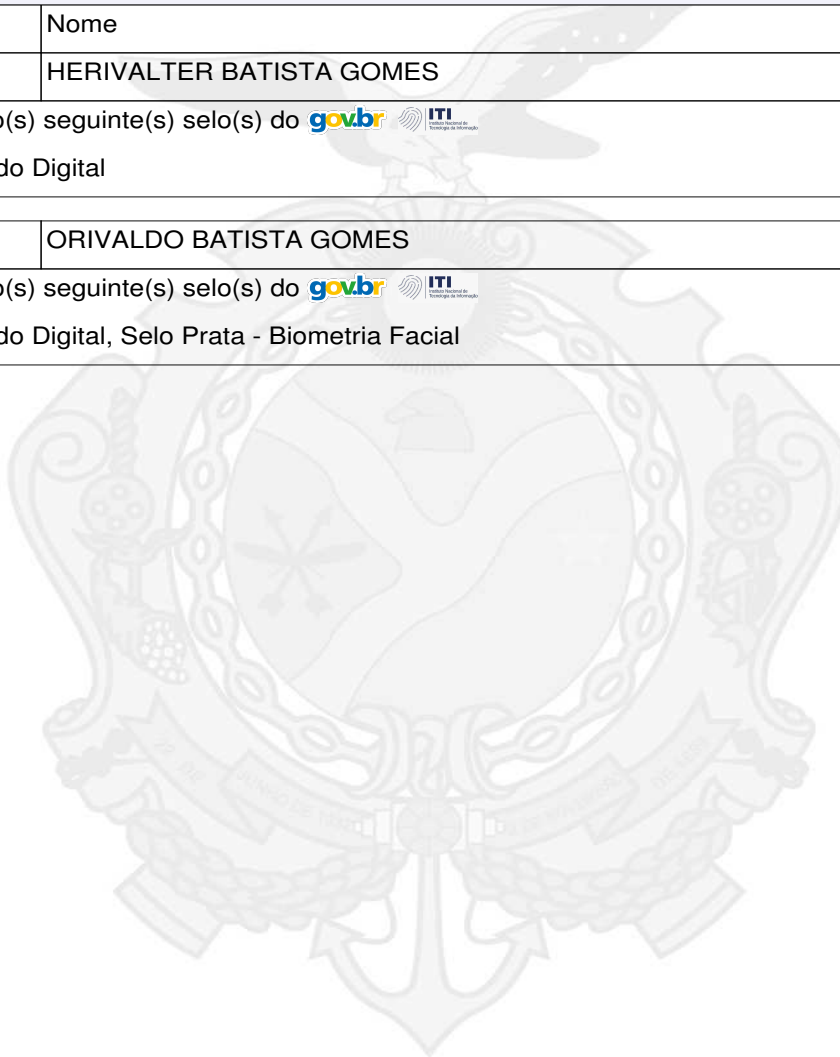 Nome
HERIVALTER BATISTA GOMES
o(s) seguinte(s) selo(s) do gov.br ITI
do Digital
ORIVALDO BATISTA GOMES
o(s) seguinte(s) selo(s) do gov.br ITI
do Digital, Selo Prata - Biometria Facial